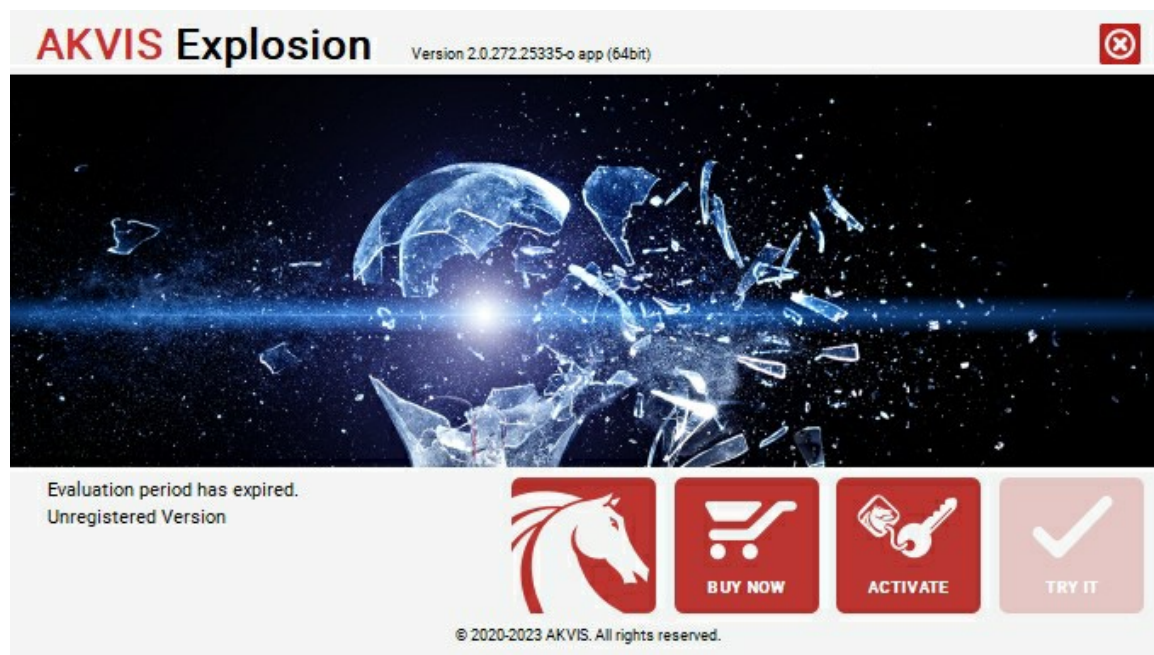 AKVIS Explosion Version 2.0.272.25335-o app (64bit)
Evaluation period has expired.
Unregistered Version
BUY NOW
ACTIVATE
TRY IT
© 2020-2023 AKVIS. All rights reserved.